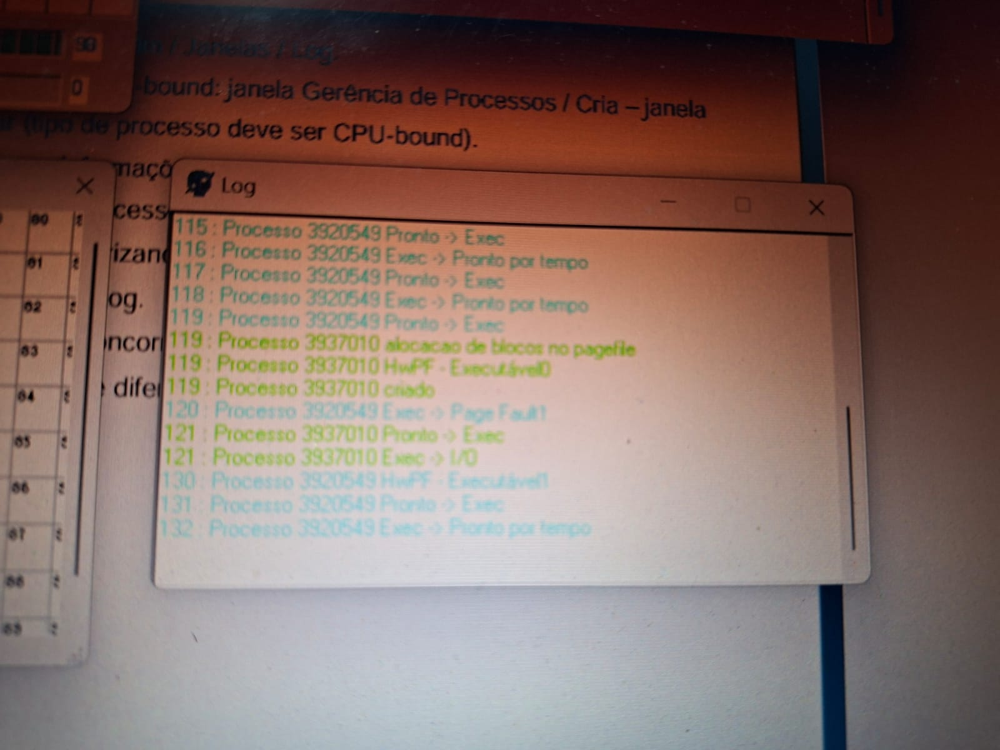 90
/ Janelas / Log.
0
-bound: janela Gerência de Processos / Cria – janela
(tipo de processo deve ser CPU-bound).
maçõ
cess
rizand
og.
oncor
difer
Log
115 : Processo 3920549 Pronto -> Exec
116 : Processo 3920549 Exec -> Pronto por tempo
117 : Processo 3920549 Pronto -> Exec
118 : Processo 3920549 Exec -> Pronto por tempo
119 : Processo 3920549 Pronto -> Exec
119 : Processo 3937010 alocacao de blocos no pagefile
119 : Processo 3937010 HwPF - Executável0
119 : Processo 3937010 criado
120 : Processo 3920549 Exec -> Page Fault1
121 : Processo 3937010 Pronto -> Exec
121 : Processo 3937010 Exec -> I/O
130 : Processo 3920549 HwPF - Executável1
131 : Processo 3920549 Pronto -> Exec
132 : Processo 3920549 Exec -> Pronto por tempo
60
61
62
63
64
65
66
67
68
69